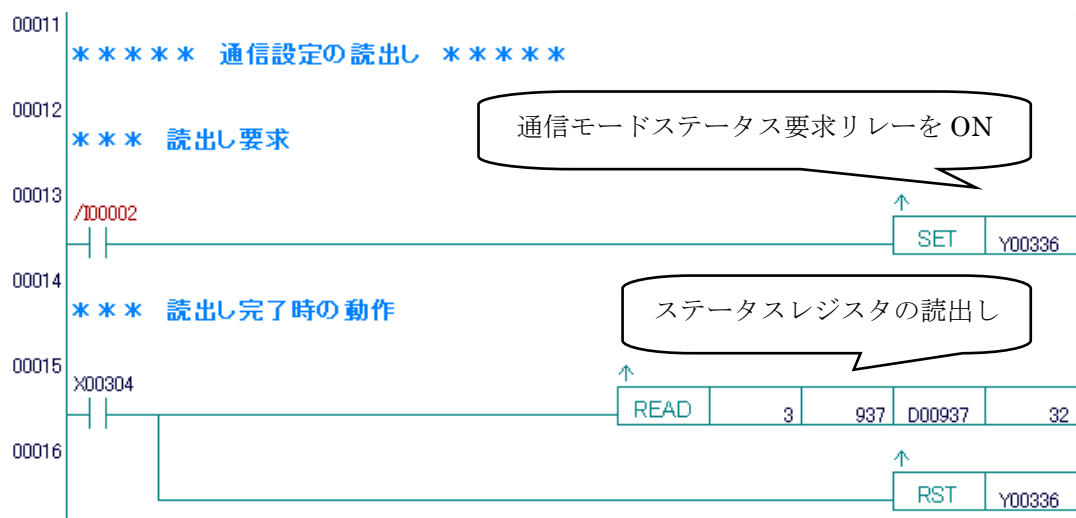 00011
***** 通信設定の読出し *****
00012
*** 読出し要求
通信モードステータス要求リレーを ON
00013
/I00002
↑
SET Y00336
00014
*** 読出し完了時の動作
ステータスレジスタの読出し
00015
X00304
↑
READ 3 937 D00937 32
00016
↑
RST Y00336